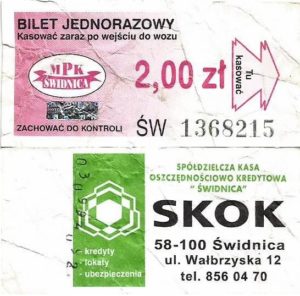 BILET JEDNORAZOWY
Kasować zaraz po wejściu do wozu
MPK
ŚWIDNICA
2,00 zł
Tu
kasować
ZACHOWAĆ DO KONTROLI
ŚW 1368215
SPÓŁDZIELCZA KASA
OSZCZĘDNOŚCIOWO KREDYTOWA
"ŚWIDNICA"
SKOK
-kredyty
-lokaty
-ubezpieczenia
58-100 Świdnica
ul. Wałbrzyska 12
tel. 856 04 70